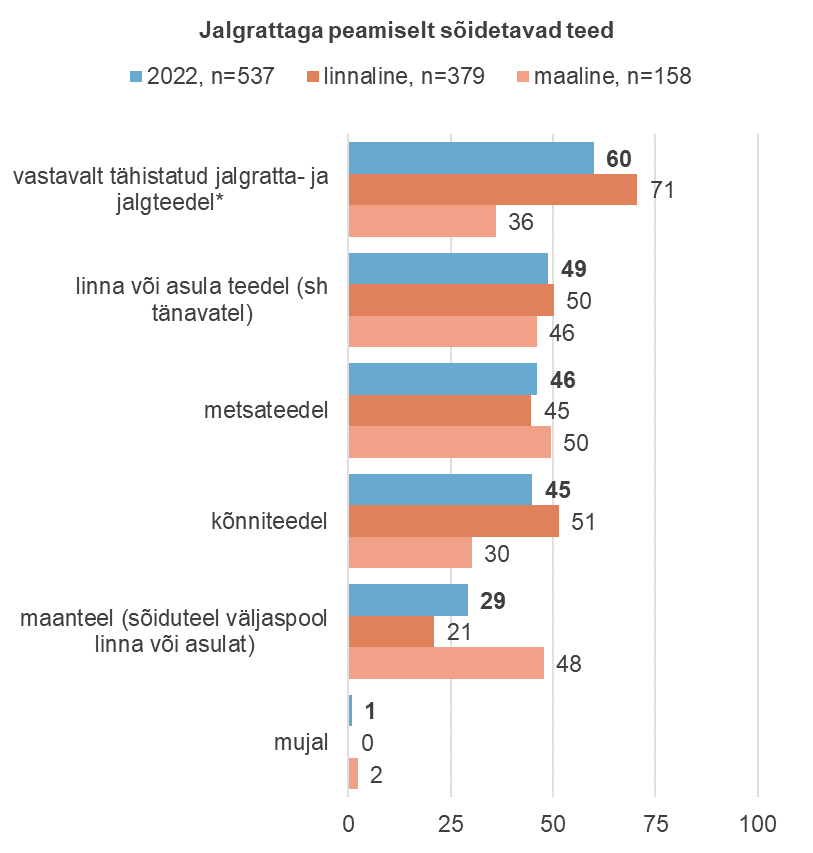 Jalgrattaga peamiselt sõidetavad teed
2022, n=537 linnaline, n=379 maaline, n=158
vastavalt tähistatud jalgratta- ja
jalgteedel*
60
71
36
linna või asula teedel (sh
tänavatel)
49
50
46
metsateedel
46
45
50
kõnniteedel
45
51
30
maanteel (sõiduteel väljaspool
linna või asulat)
29
21
48
mujal
1
0
2
0 25 50 75 100